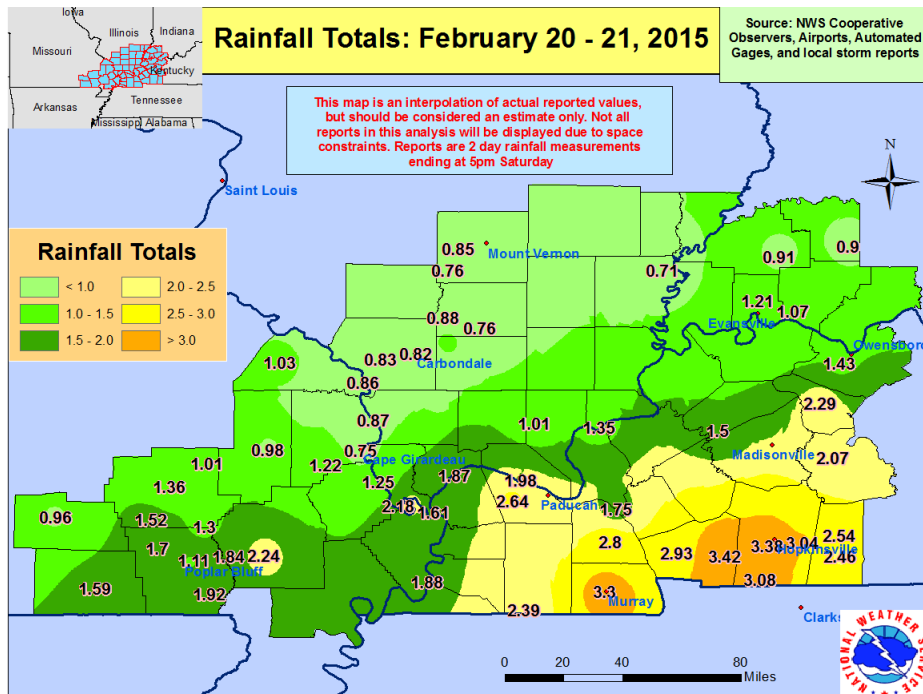 Iowa
Illinois
Indiana
Missouri
Kentucky
Arkansas
Tennessee
Mississippi Alabama
Rainfall Totals: February 20 - 21, 2015
Source: NWS Cooperative
Observers, Airports, Automated
Gages, and local storm reports
This map is an interpolation of actual reported values,
but should be considered an estimate only. Not all
reports in this analysis will be displayed due to space
constraints. Reports are 2 day rainfall measurements
ending at 5pm Saturday
N
Saint Louis
Rainfall Totals
< 1.0
2.0 - 2.5
1.0 - 1.5
2.5 - 3.0
1.5 - 2.0
> 3.0
0.85
Mount Vernon
0.76
0.71
0.91
0.9
0.88
0.76
1.21
1.07
Evansville
Owensboro
1.03
0.83
0.82
Carbondale
0.86
1.43
0.87
1.01
1.35
1.5
2.29
0.98
0.75
Cape Girardeau
Madisonville
2.07
1.01
1.22
1.25
1.87
1.98
1.36
2.18
1.61
2.64
Paducah
1.75
0.96
1.52
1.3
1.7
1.11
1.84
2.24
Poplar Bluff
2.8
2.93
3.42
3.38
3.04
Hopkinsville
2.54
2.46
1.59
1.92
1.88
3.3
Murray
3.08
2.39
Clarks
0
20
40
80
Miles
NATIONAL WEATHER SERVICE